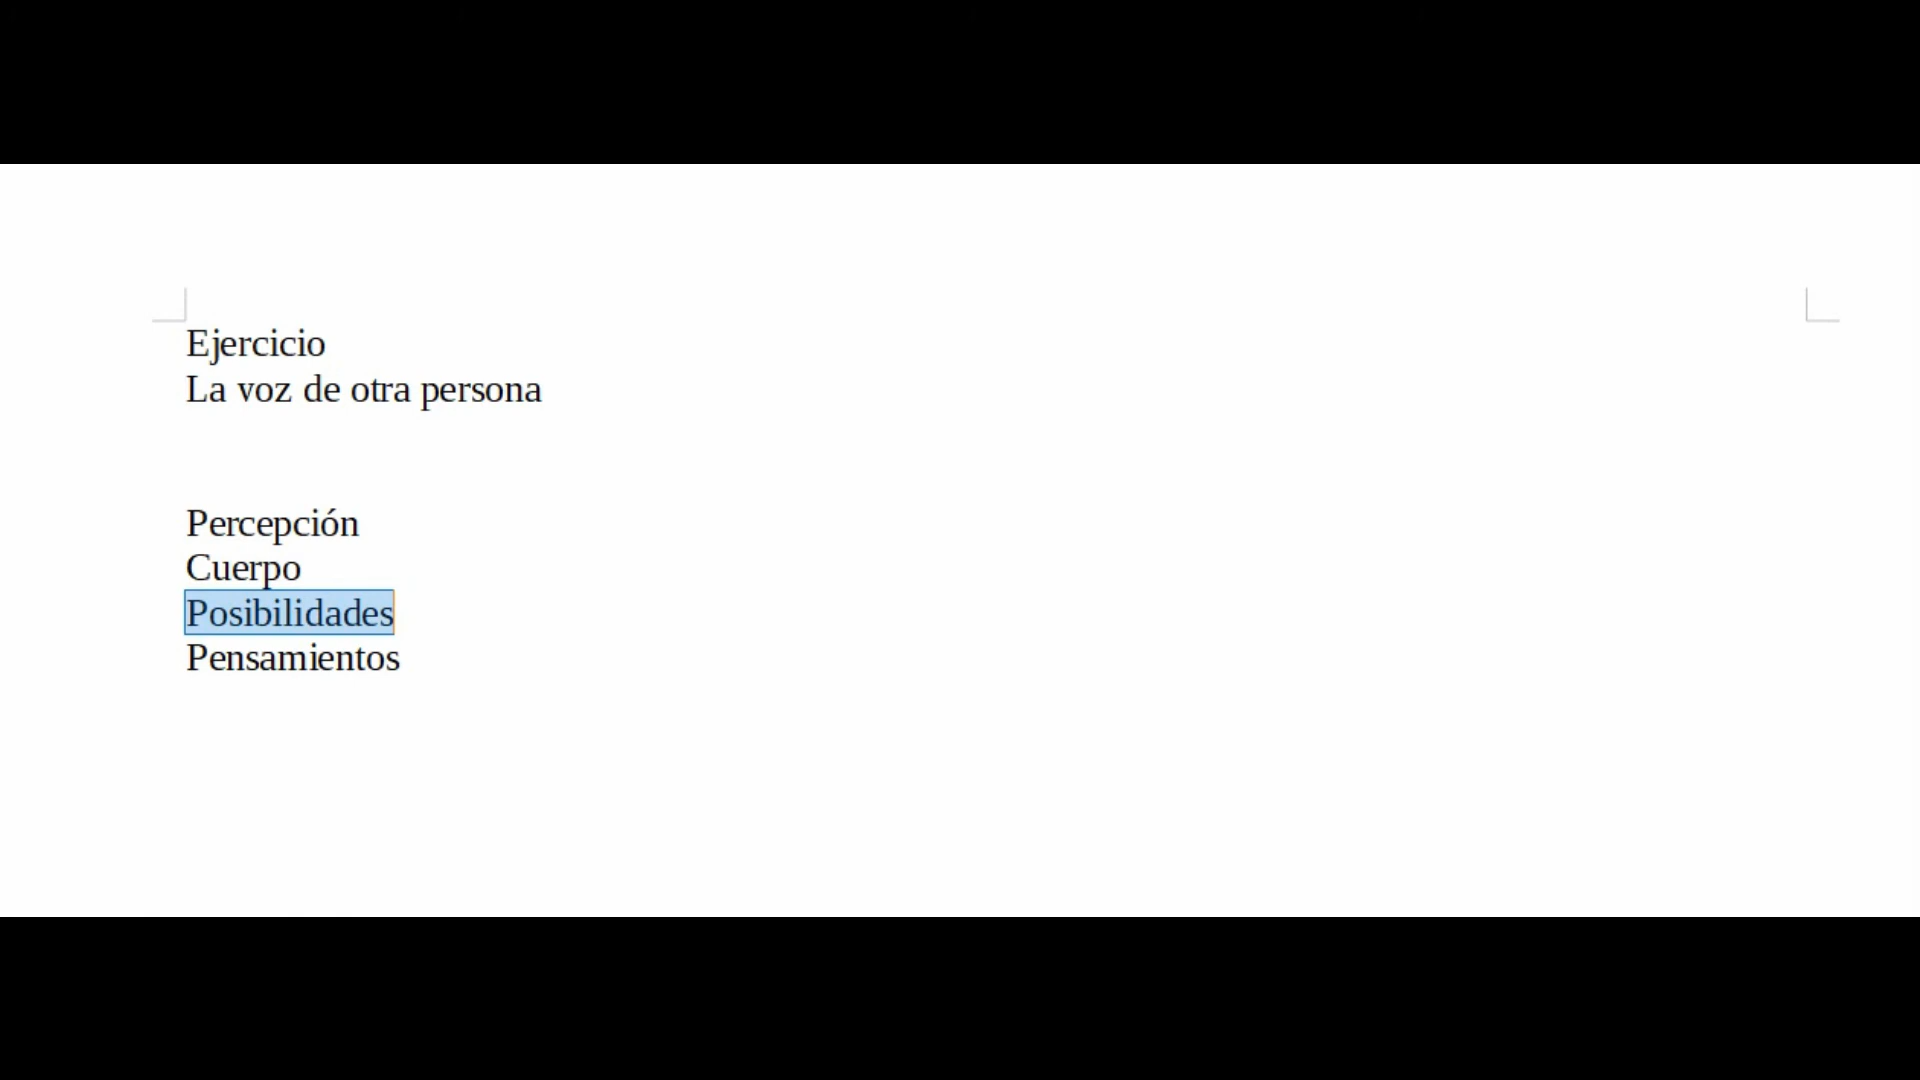 Ejercicio
La voz de otra persona
Percepción
Cuerpo
Posibilidades
Pensamientos